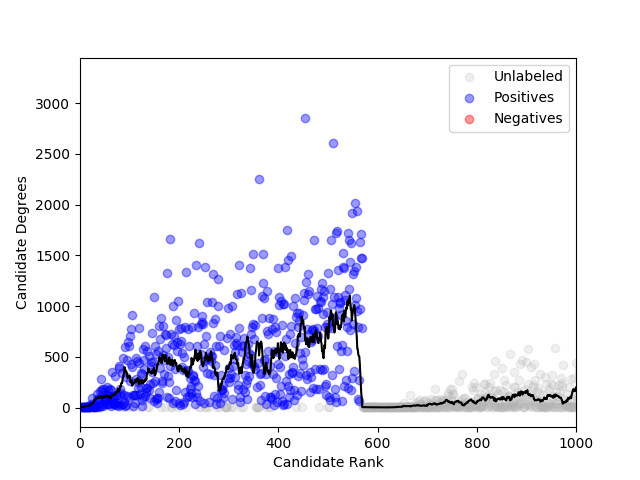 Unlabeled
Positives
Negatives
3000
2500
2000
1500
1000
500
0
Candidate Degrees
0 200 400 600 800 1000
Candidate Rank